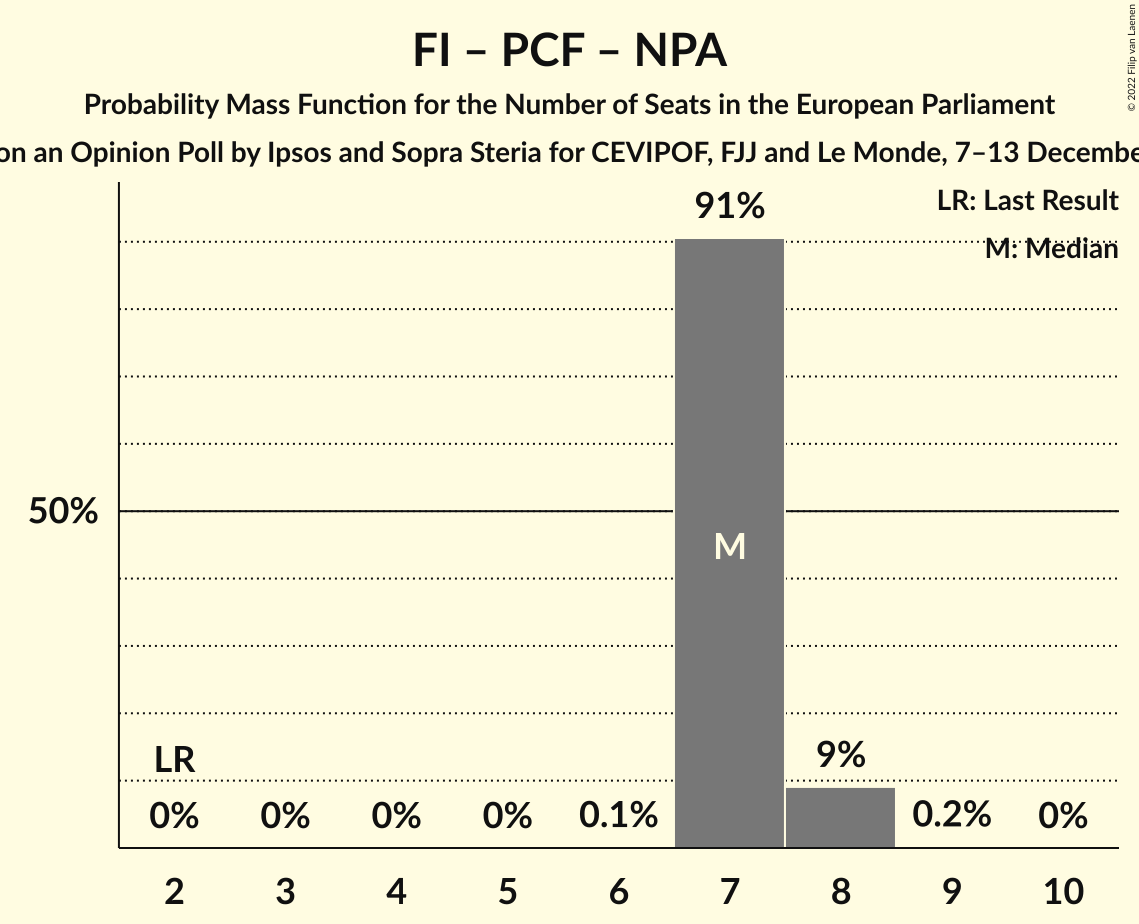 FI – PCF – NPA
Probability Mass Function for the Number of Seats in the European Parliament
on an Opinion Poll by Ipsos and Sopra Steria for CEVIPOF, FJJ and Le Monde, 7–13
© 2022 Filip van Laenen
LR: Last Result
M: Median
91%
50%
M
LR
9%
0% 0% 0% 0% 0.1% 0.2% 0%
2 3 4 5 6 7 8 9 10